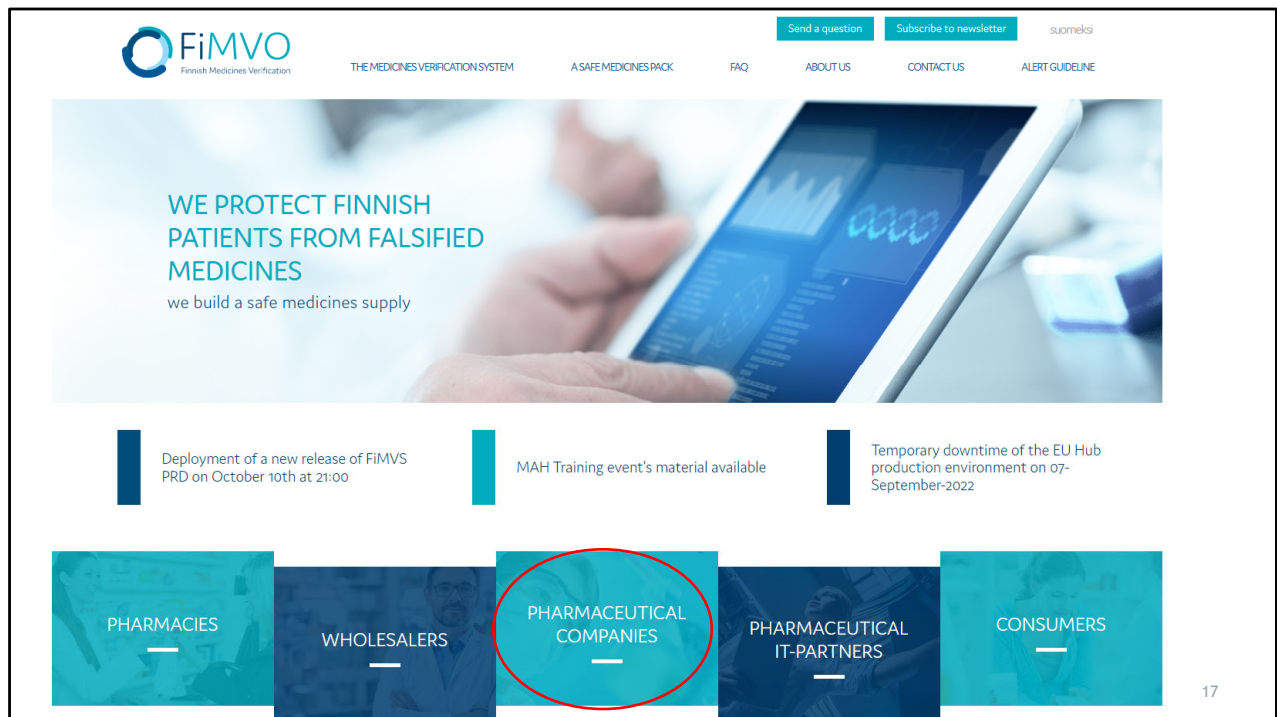 Send a question
Subscribe to newsletter
suomeksi
FiMVO
Finnish Medicines Verification
THE MEDICINES VERIFICATION SYSTEM
A SAFE MEDICINES PACK
FAQ
ABOUT US
CONTACT US
ALERT GUIDELINE
WE PROTECT FINNISH
PATIENTS FROM FALSIFIED
MEDICINES
we build a safe medicines supply
Deployment of a new release of FiMVS
PRD on October 10th at 21:00
MAH Training event's material available
Temporary downtime of the EU Hub
production environment on 07-
September-2022
PHARMACIES
WHOLESALERS
PHARMACEUTICAL
COMPANIES
PHARMACEUTICAL
IT-PARTNERS
CONSUMERS
17